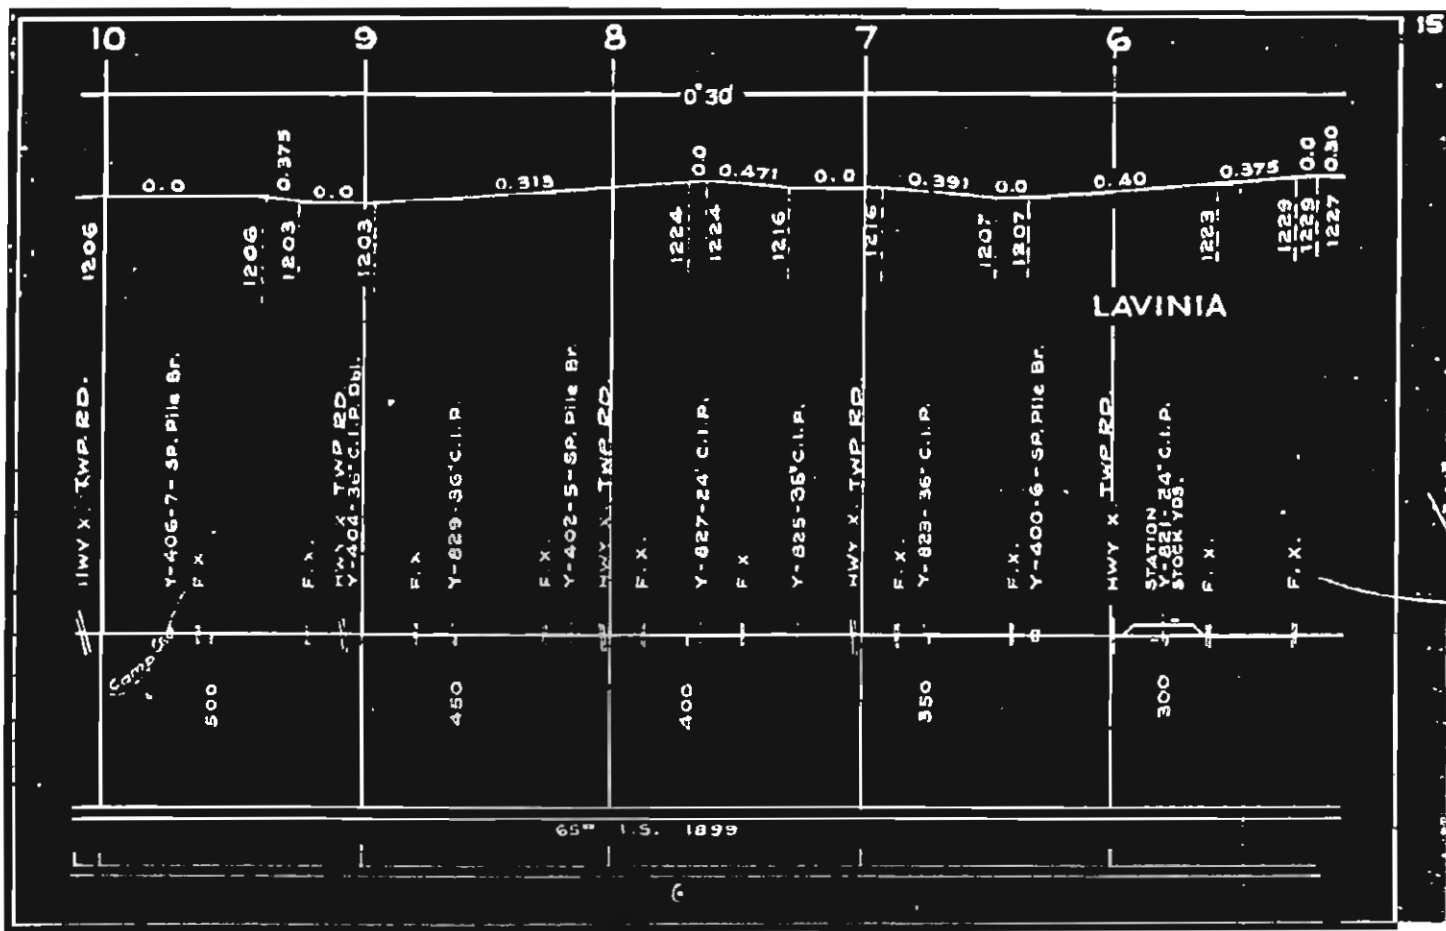 10 9 8 7 6 15
0°30'
0.0 0.375 0.0 0.313 0.0 0.471 0.0 0.391 0.0 0.40 0.375 0.0 0.30
1206 1206 1203 1203 1224 1224 1216 1216 1207 1207 1223 1229 1229 1227
LAVINIA
HWY X. TWP. RD.
Y-406-7-SP. Pile Br.
F. X
F. X.
HWY X. TWP RD.
Y-404-36" C.I.P. Dbl.
F. X
Y-829-36" C.I.P.
F. X.
Y-402-5-SP. Pile Br.
HWY X. TWP RD.
F. X.
Y-827-24" C.I.P.
F. X
Y-825-36" C.I.P.
HWY X. TWP RD.
F. X.
Y-823-36" C.I.P.
F. X.
Y-400-6-SP. Pile Br.
HWY X. TWP RD.
STATION
Y-821-24" C.I.P.
STOCK YDS.
F. X.
F. X.
Camp Cr.
500 450 400 350 300
65# I.S. 1899